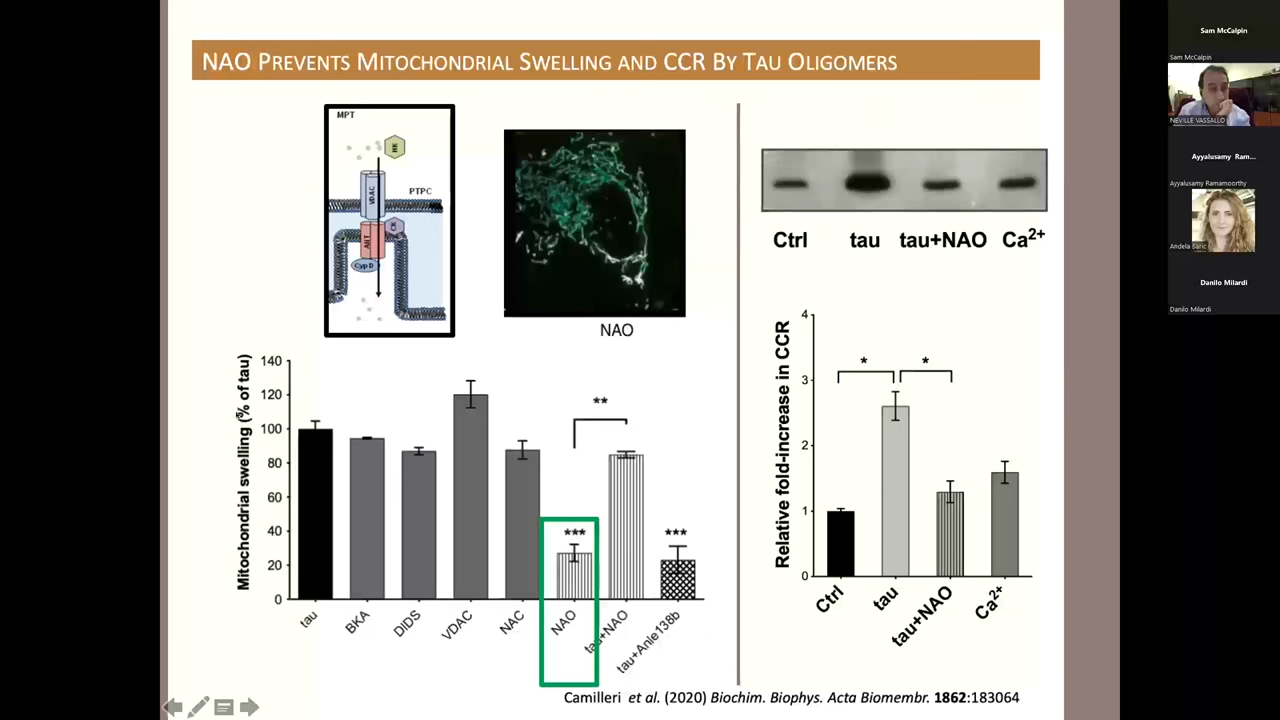 NAO PREVENTS MITOCHONDRIAL SWELLING AND CCR BY TAU OLIGOMERS
MPT
HK
VDAC
PTPC
CK
ANT
Cyp D
NAO
Mitochondrial swelling (% of tau)
140
120
100
80
60
40
20
0
**
***
***
tau
BKA
DIDS
VDAC
NAC
NAO
tau+NAO
tau+Anle138b
Ctrl tau tau+NAO Ca²⁺
Relative fold-increase in CCR
4
3
2
1
0
*
*
Ctrl
tau
tau+NAO
Ca²⁺
Camilleri et al. (2020) Biochim. Biophys. Acta Biomembr. 1862:183064
Sam McCalpin
Sam McCalpin
NEVILLE VASSALLO
Ayyalusamy Ram...
Ayyalusamy Ramamoorthy
Andela Saric
Danilo Milardi
Danilo Milardi